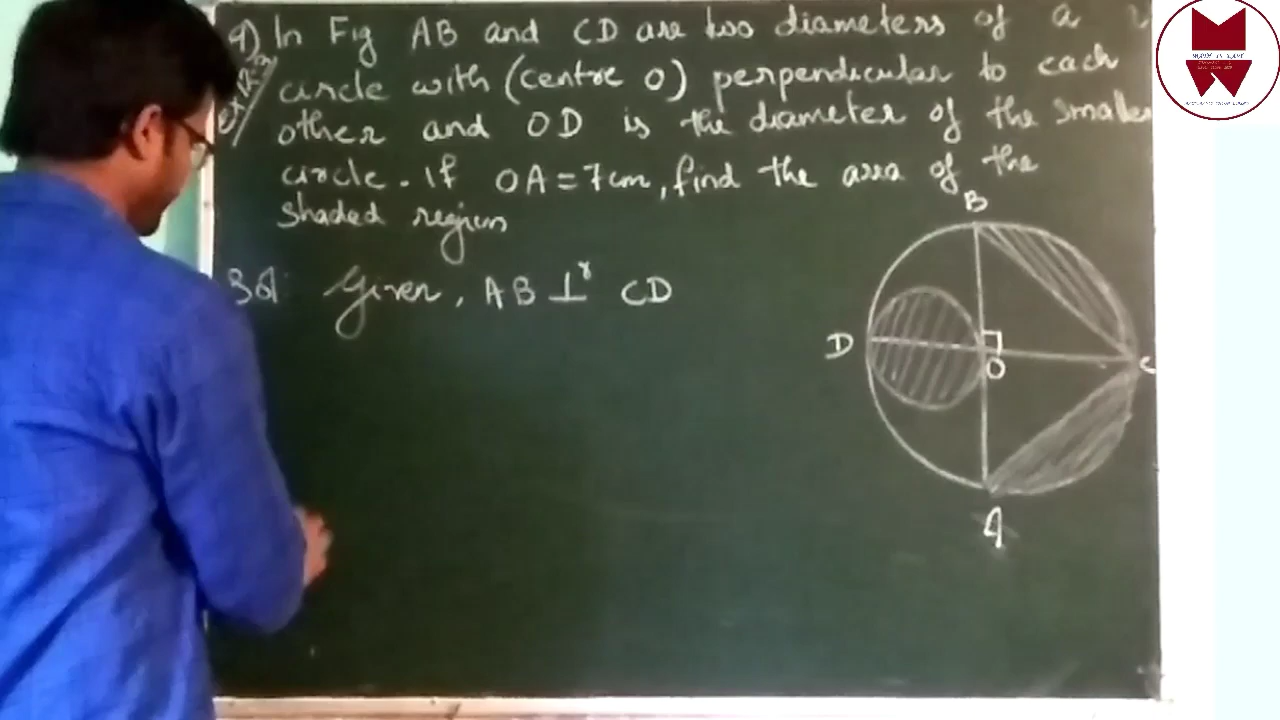 9) In Fig AB and CD are two diameters of a
circle with (centre O) perpendicular to each
other and OD is the diameter of the smaller
circle. If OA = 7cm, find the area of the
shaded region
Sol: Given, AB ⊥r CD
B
D
O
C
A